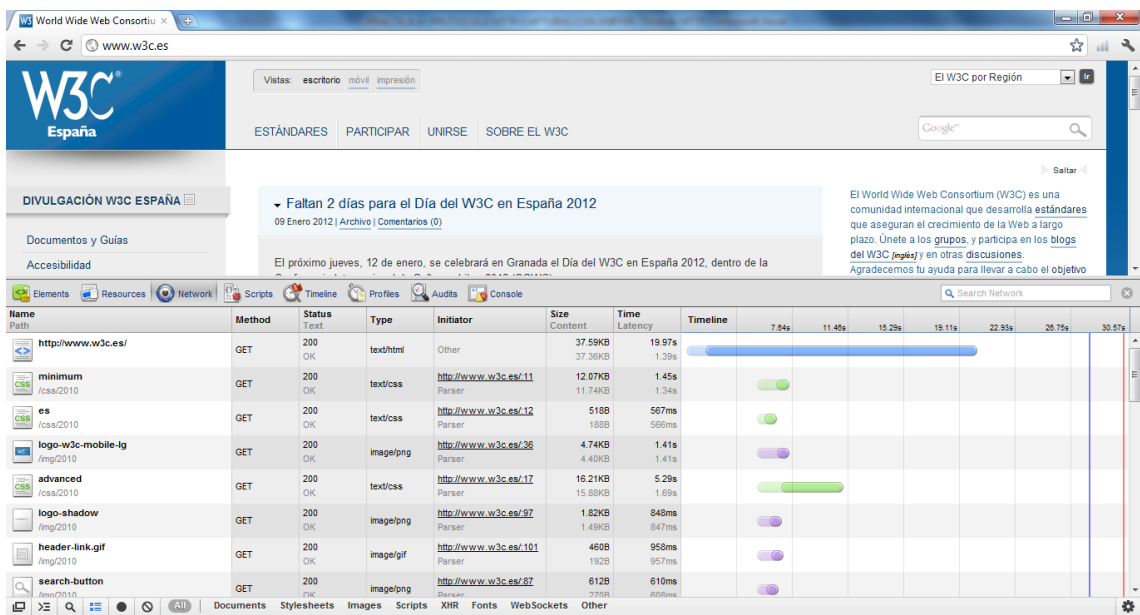 World Wide Web Consortiu
www.w3c.es
W3C®
España
Vistas: escritorio móvil impresión
El W3C por Región
Ir
ESTÁNDARES PARTICIPAR UNIRSE SOBRE EL W3C
Google™
Saltar
DIVULGACIÓN W3C ESPAÑA
Documentos y Guías
Accesibilidad
Faltan 2 días para el Día del W3C en España 2012
09 Enero 2012 | Archivo | Comentarios (0)
El próximo jueves, 12 de enero, se celebrará en Granada el Día del W3C en España 2012, dentro de la
El World Wide Web Consortium (W3C) es una
comunidad internacional que desarrolla estándares
que aseguran el crecimiento de la Web a largo
plazo. Únete a los grupos, y participa en los blogs
del W3C [inglés] y en otras discusiones.
Agradecemos tu ayuda para llevar a cabo el objetivo
Elements Resources Network Scripts Timeline Profiles Audits Console
Search Network
Name Method Status Type Initiator Size Time Timeline
Path Text Content Latency
7.64s 11.46s 15.29s 19.11s 22.93s 26.75s 30.57s
http://www.w3c.es/ GET 200 text/html Other 37.59KB 19.97s
OK 37.36KB 1.39s
minimum GET 200 text/css http://www.w3c.es/:11 12.07KB 1.45s
/css/2010 OK Parser 11.74KB 1.34s
es GET 200 text/css http://www.w3c.es/:12 518B 567ms
/css/2010 OK Parser 188B 566ms
logo-w3c-mobile-lg GET 200 image/png http://www.w3c.es/:36 4.74KB 1.41s
/img/2010 OK Parser 4.40KB 1.41s
advanced GET 200 text/css http://www.w3c.es/:17 16.21KB 5.29s
/css/2010 OK Parser 15.88KB 1.69s
logo-shadow GET 200 image/png http://www.w3c.es/:97 1.82KB 848ms
/img/2010 OK Parser 1.49KB 847ms
header-link.gif GET 200 image/gif http://www.w3c.es/:101 460B 958ms
/img/2010 OK Parser 192B 957ms
search-button GET 200 image/png http://www.w3c.es/:87 612B 610ms
/img/2010 OK Parser 270B 608ms
All Documents Stylesheets Images Scripts XHR Fonts WebSockets Other